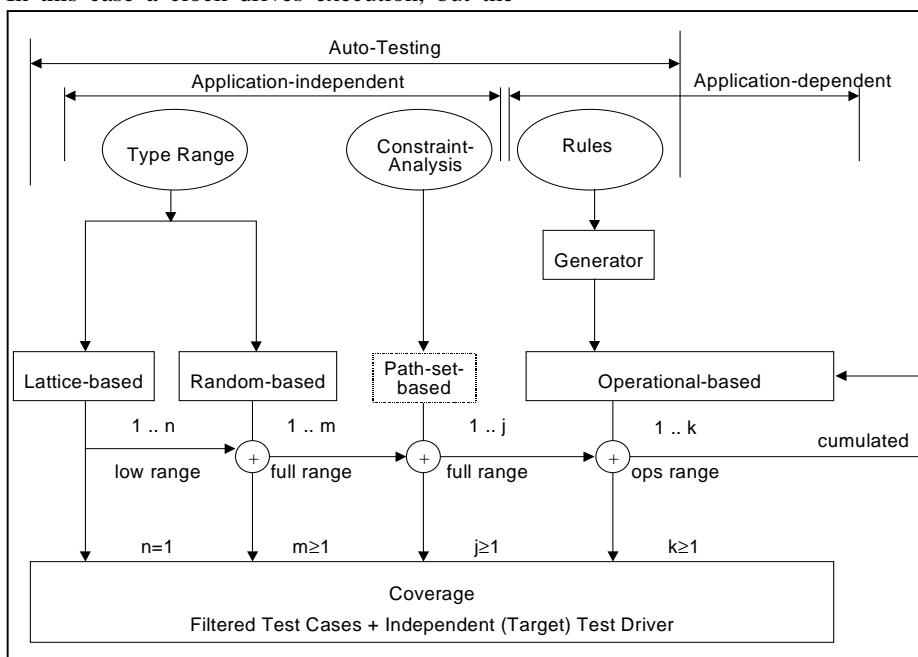 In this case a clock drives execution, but the
Auto-Testing
Application-independent
Application-dependent
Type Range
Constraint-
Analysis
Rules
Generator
Lattice-based
Random-based
Path-set-
based
Operational-based
1 .. n
1 .. m
1 .. j
1 .. k
cumulated
+
+
+
low range
full range
full range
ops range
n=1
m≥1
j≥1
k≥1
Coverage
Filtered Test Cases + Independent (Target) Test Driver